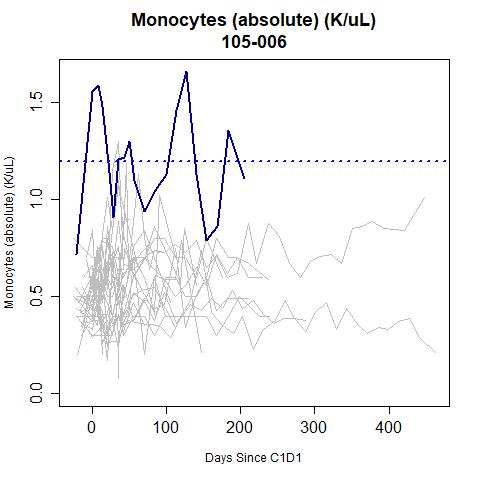 Monocytes (absolute) (K/uL)
105-006
Monocytes (absolute) (K/uL)
1.5
1.0
0.5
0.0
0 100 200 300 400
Days Since C1D1